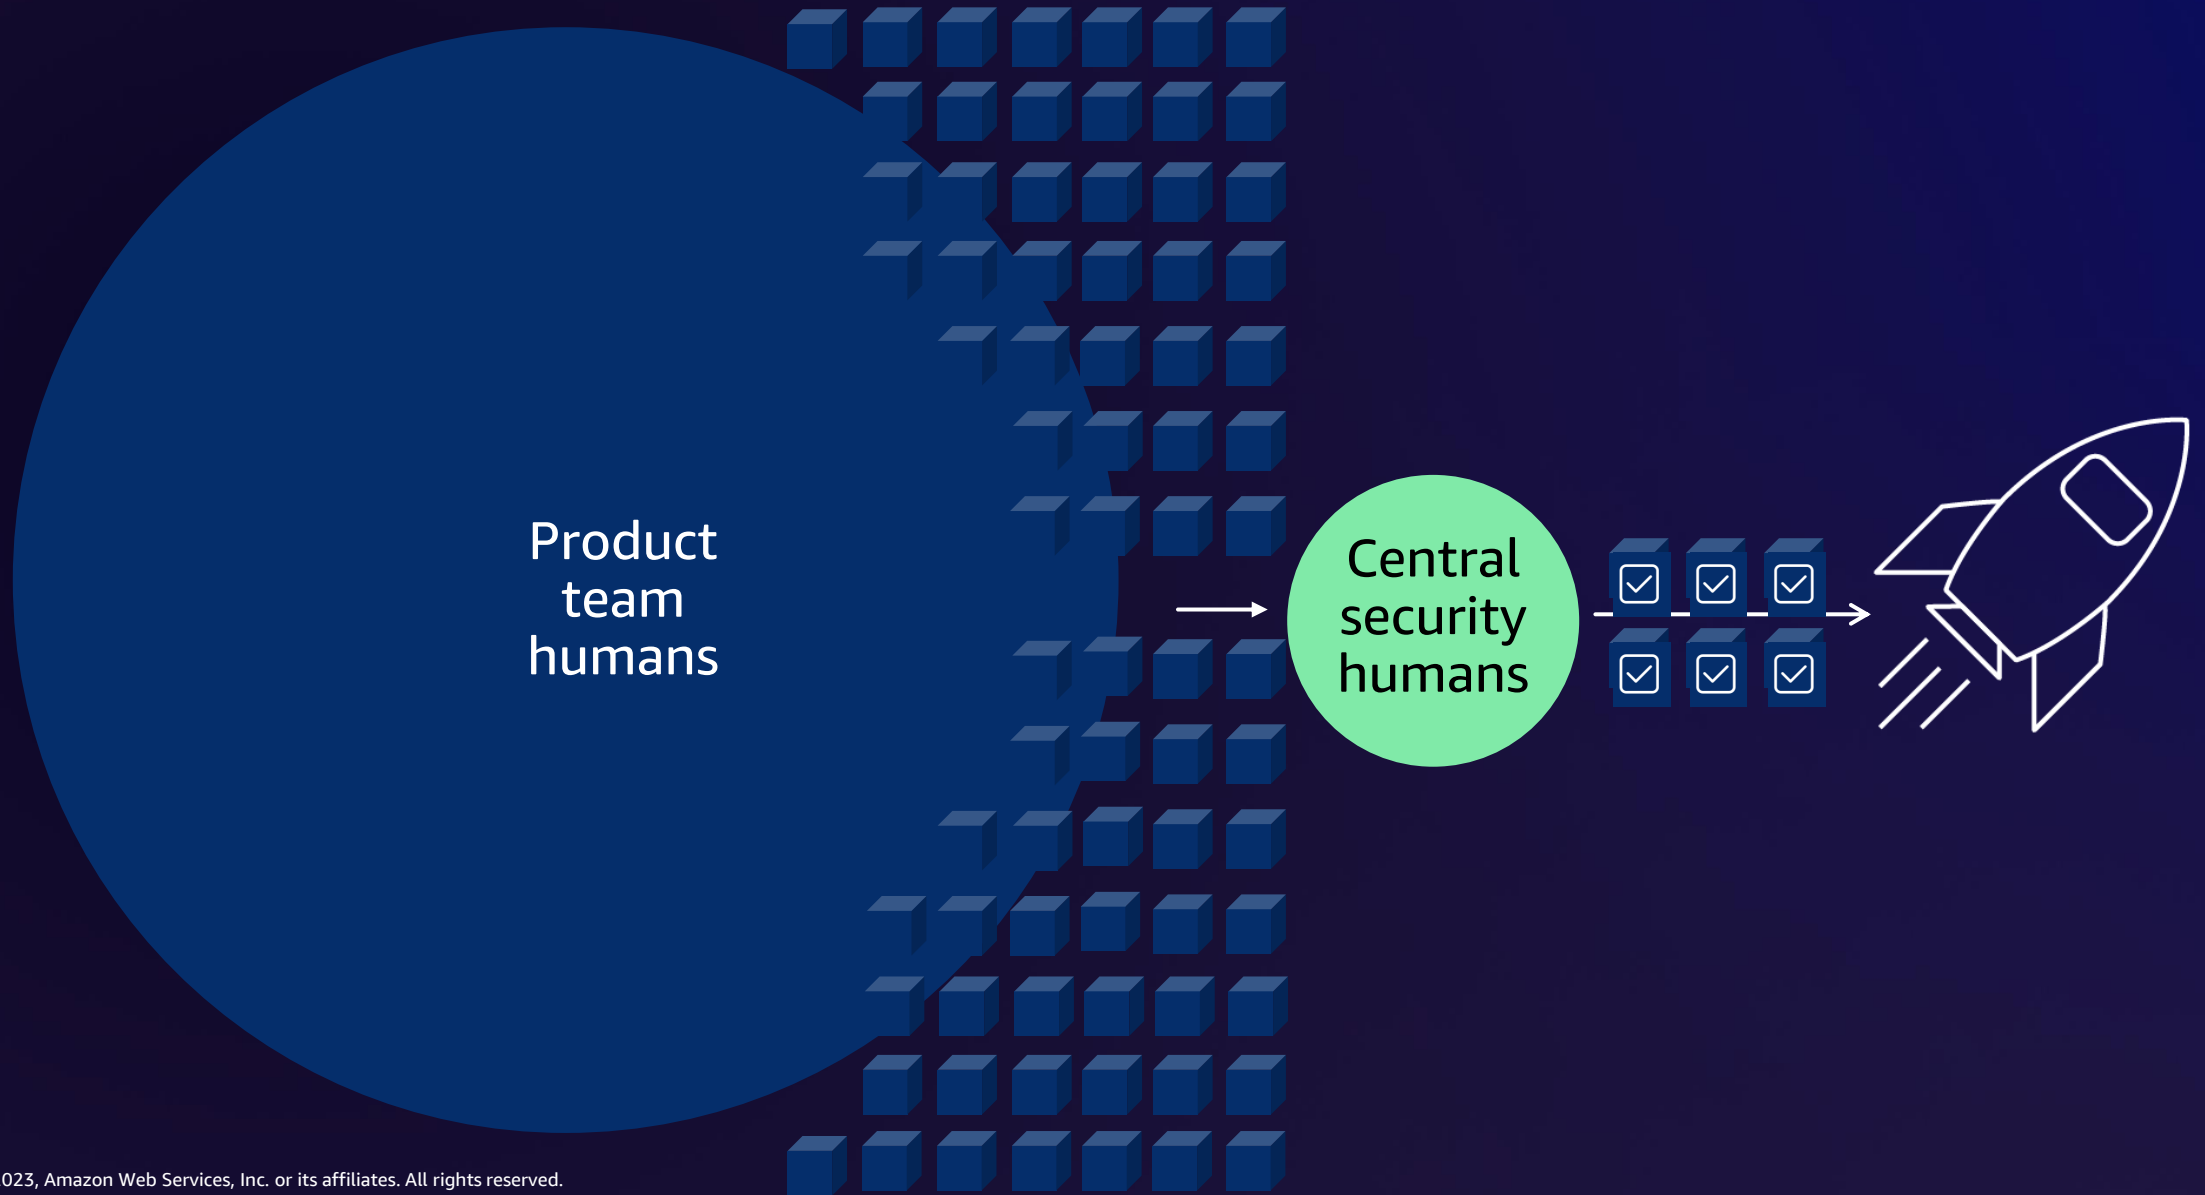 Product
team
humans
Central
security
humans
023, Amazon Web Services, Inc. or its affiliates. All rights reserved.